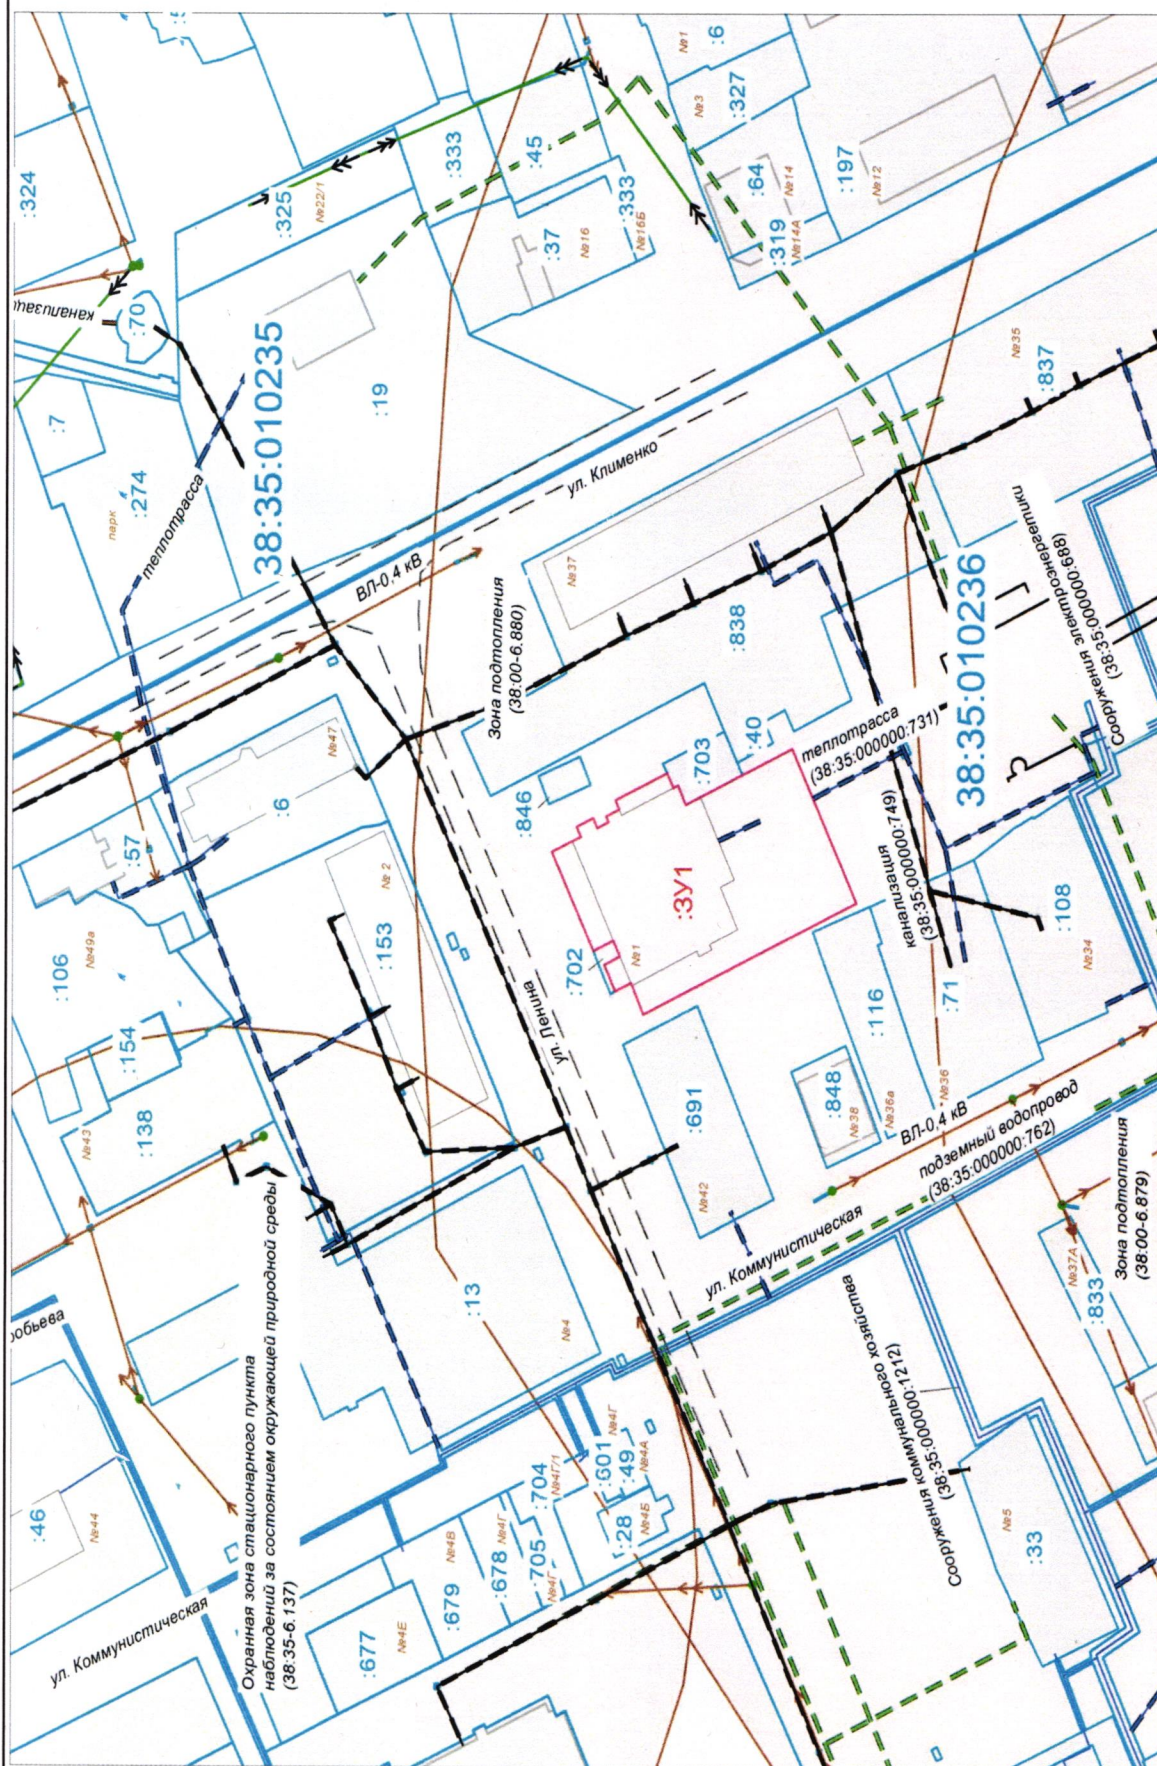 :324
:325
№22/1
:333
:45
:333
№16Б
:37
№16
№1
:6
№3
:327
:64
№14
:319
№14А
:197
№12
:70
:7
:274
парк
теплотрасса
38:35:010235
:19
ул. Клименко
ВЛ-0,4 кВ
№35
:837
№37
:838
Зона подтопления
(38:00-6.880)
38:35:010236
Сооружения электроэнергетики
(38:35:000000:688)
теплотрасса
(38:35:000000:731)
:40
:703
:846
:ЗУ1
№1
:702
канализация
(38:35:000000:749)
:108
№34
:71
:116
№36
№36а
:848
№38
:691
№42
ул. Ленина
№47
:6
:57
:106
№49а
№ 2
:153
:154
:138
№43
ВЛ-0,4 кВ
подземный водопровод
(38:35:000000:762)
Зона подтопления
(38:00-6.879)
ул. Коммунистическая
№37А
:833
Сооружения коммунального хозяйства
(38:35:000000:1212)
№5
:33
:13
№4
Охранная зона стационарного пункта
наблюдений за состоянием окружающей природной среды
(38:35-6.137)
:46
№44
ул. Коммунистическая
:677
№4Е
:679
№4В
:678
№4Г
:705
№4Г
:704
№4Г/1
:601
№4Г
:49
№4А
:28
№4Б